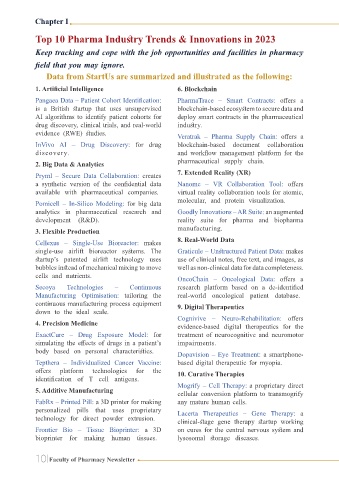 Chapter 1
Top 10 Pharma Industry Trends & Innovations in 2023
Keep tracking and cope with the job opportunities and facilities in pharmacy
field that you may ignore.
Data from StartUs are summarized and illustrated as the following:
1. Artificial Intelligence
Pangaea Data – Patient Cohort Identification:
is a British startup that uses unsupervised
AI algorithms to identify patient cohorts for
drug discovery, clinical trials, and real-world
evidence (RWE) studies.
InVivo AI – Drug Discovery: for drug
discovery.
2. Big Data & Analytics
Pryml – Secure Data Collaboration: creates
a synthetic version of the confidential data
available with pharmaceutical companies.
Pumicell – In-Silico Modeling: for big data
analytics in pharmaceutical research and
development (R&D).
3. Flexible Production
Cellexus – Single-Use Bioreactor: makes
single-use airlift bioreactor systems. The
startup's patented airlift technology uses
bubbles instead of mechanical mixing to move
cells and nutrients.
Secoya Technologies – Continuous
Manufacturing Optimisation: tailoring the
continuous manufacturing process equipment
down to the ideal scale.
4. Precision Medicine
ExactCure – Drug Exposure Model: for
simulating the effects of drugs in a patient's
body based on personal characteristics.
Tepthera – Individualized Cancer Vaccine:
offers platform technologies for the
identification of T cell antigens.
5. Additive Manufacturing
FabRx – Printed Pill: a 3D printer for making
personalized pills that uses proprietary
technology for direct powder extrusion.
Frontier Bio – Tissue Bioprinter: a 3D
bioprinter for making human tissues.
6. Blockchain
PharmaTrace – Smart Contracts: offers a
blockchain-based ecosystem to secure data and
deploy smart contracts in the pharmaceutical
industry.
Veratrak – Pharma Supply Chain: offers a
blockchain-based document collaboration
and workflow management platform for the
pharmaceutical supply chain.
7. Extended Reality (XR)
Nanome – VR Collaboration Tool: offers
virtual reality collaboration tools for atomic,
molecular, and protein visualization.
Goodly Innovations – AR Suite: an augmented
reality suite for pharma and biopharma
manufacturing.
8. Real-World Data
Graticule – Unstructured Patient Data: makes
use of clinical notes, free text, and images, as
well as non-clinical data for data completeness.
OncoChain – Oncological Data: offers a
research platform based on a de-identified
real-world oncological patient database.
9. Digital Therapeutics
Cognivive – Neuro-Rehabilitation: offers
evidence-based digital therapeutics for the
treatment of neurocognitive and neuromotor
impairments.
Dopavision – Eye Treatment: a smartphone-
based digital therapeutic for myopia.
10. Curative Therapies
Mogrify – Cell Therapy: a proprietary direct
cellular conversion platform to transmogrify
any mature human cells.
Lacerta Therapeutics – Gene Therapy: a
clinical-stage gene therapy startup working
on cures for the central nervous system and
lysosomal storage diseases.
10 Faculty of Pharmacy Newsletter